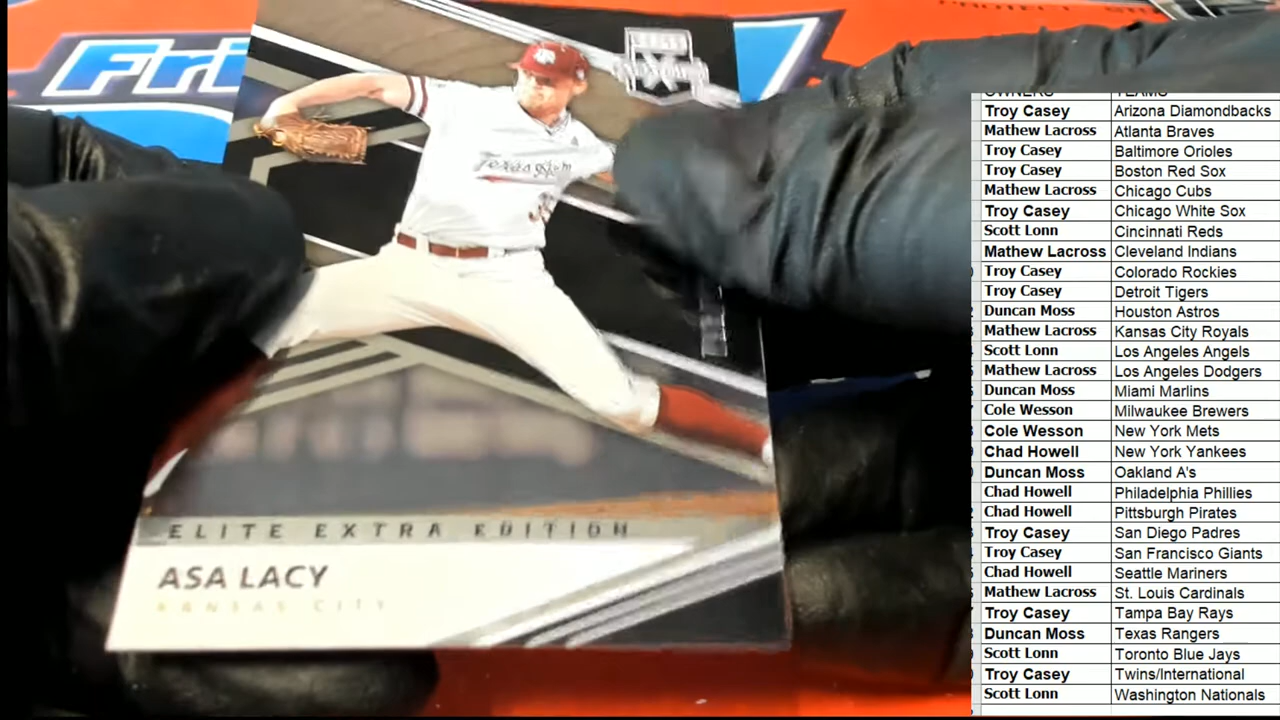 Fri
Texas A&M
ELITE EXTRA EDITION
ASA LACY
KANSAS CITY
OWNERS TEAMS
Troy Casey Arizona Diamondbacks
Mathew Lacross Atlanta Braves
Troy Casey Baltimore Orioles
Troy Casey Boston Red Sox
Mathew Lacross Chicago Cubs
Troy Casey Chicago White Sox
Scott Lonn Cincinnati Reds
Mathew Lacross Cleveland Indians
Troy Casey Colorado Rockies
Troy Casey Detroit Tigers
Duncan Moss Houston Astros
Mathew Lacross Kansas City Royals
Scott Lonn Los Angeles Angels
Mathew Lacross Los Angeles Dodgers
Duncan Moss Miami Marlins
Cole Wesson Milwaukee Brewers
Cole Wesson New York Mets
Chad Howell New York Yankees
Duncan Moss Oakland A's
Chad Howell Philadelphia Phillies
Chad Howell Pittsburgh Pirates
Troy Casey San Diego Padres
Troy Casey San Francisco Giants
Chad Howell Seattle Mariners
Mathew Lacross St. Louis Cardinals
Troy Casey Tampa Bay Rays
Duncan Moss Texas Rangers
Scott Lonn Toronto Blue Jays
Troy Casey Twins/International
Scott Lonn Washington Nationals